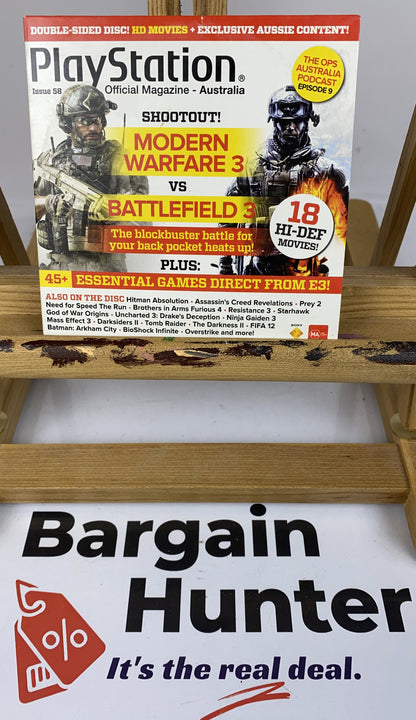 DOUBLE-SIDED DISC! HD MOVIES + EXCLUSIVE AUSSIE CONTENT!
PlayStation®
Issue 58
Official Magazine - Australia
THE OPS
AUSTRALIA
PODCAST
EPISODE 9
SHOOTOUT!
MODERN
WARFARE 3
VS
BATTLEFIELD 3
The blockbuster battle for
your back pocket heats up!
18
HI-DEF
MOVIES!
PLUS:
45+ ESSENTIAL GAMES DIRECT FROM E3!
ALSO ON THE DISC Hitman Absolution - Assassin's Creed Revelations - Prey 2
Need for Speed The Run - Brothers in Arms Furious 4 - Resistance 3 - Starhawk
God of War Origins - Uncharted 3: Drake's Deception - Ninja Gaiden 3
Mass Effect 3 - Darksiders II - Tomb Raider - The Darkness II - FIFA 12
Batman: Arkham City - BioShock Infinite - Overstrike and more!
SONY
MA
Bargain
Hunter
%
It's the real deal.